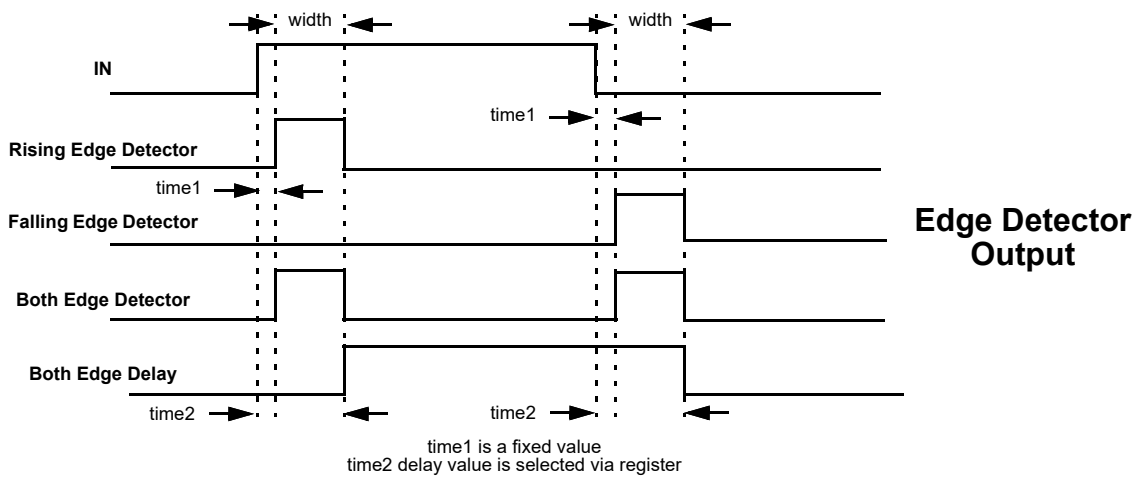 width
width
IN
time1
Rising Edge Detector
time1
Falling Edge Detector
Edge Detector
Output
Both Edge Detector
Both Edge Delay
time2
time2
time1 is a fixed value
time2 delay value is selected via register